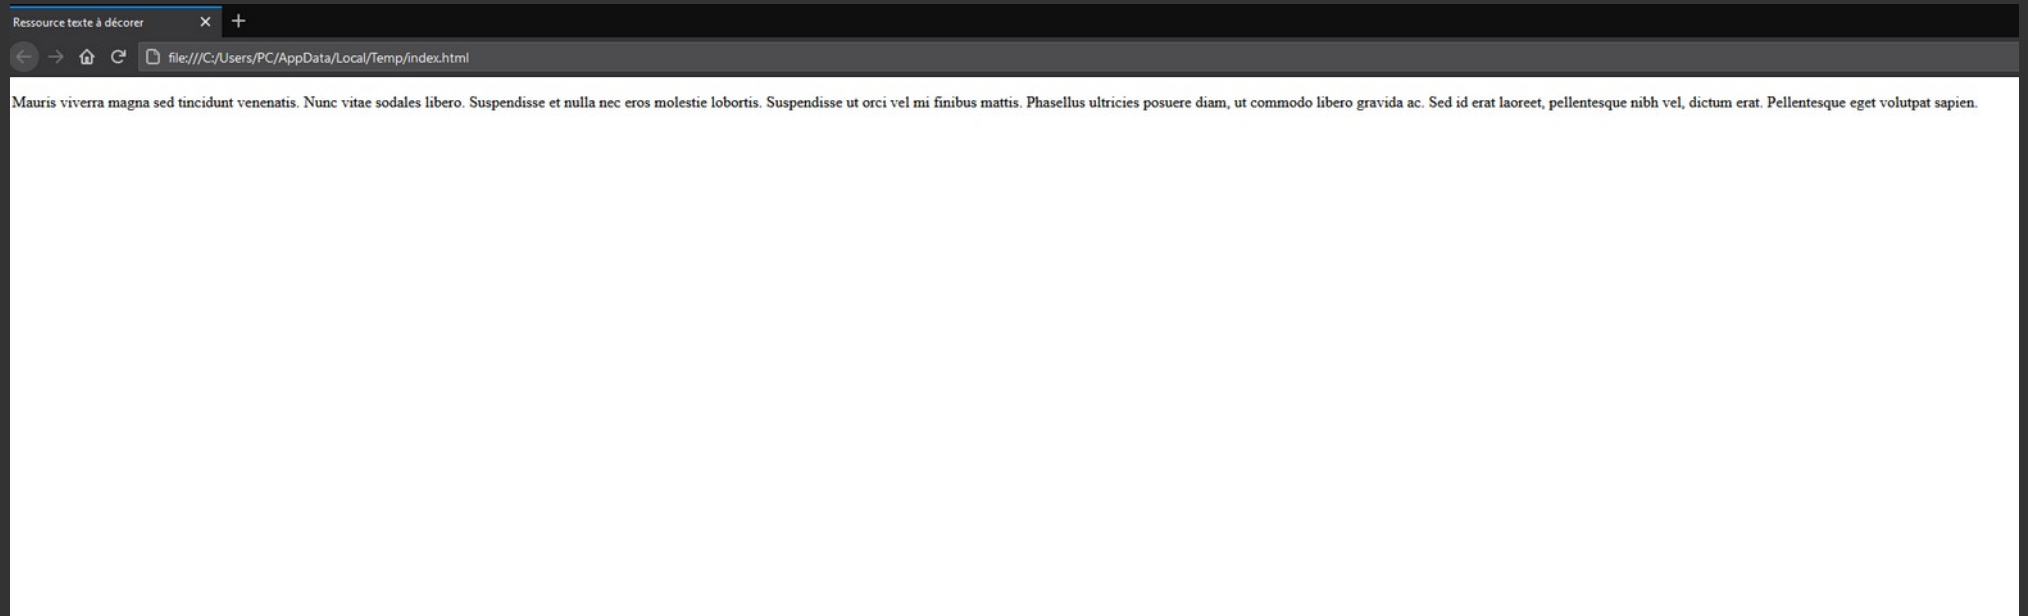 Ressource texte à décorer
file:///C:/Users/PC/AppData/Local/Temp/index.html
Mauris viverra magna sed tincidunt venenatis. Nunc vitae sodales libero. Suspendisse et nulla nec eros molestie lobortis. Suspendisse ut orci vel mi finibus mattis. Phasellus ultricies posuere diam, ut commodo libero gravida ac. Sed id erat laoreet, pellentesque nibh vel, dictum erat. Pellentesque eget volutpat sapien.